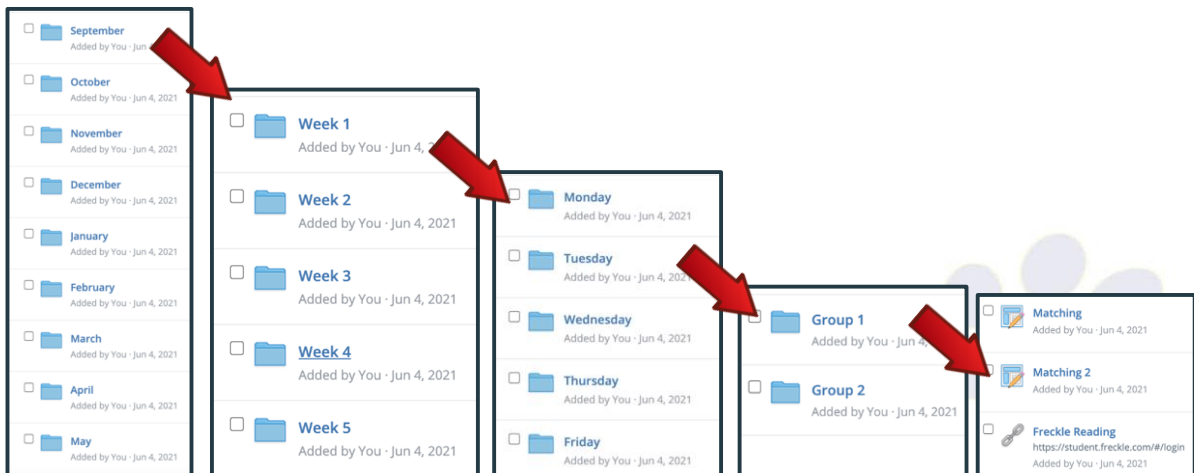 September
Added by You · Jun
October
Added by You · Jun 4, 2021
November
Added by You · Jun 4, 2021
December
Added by You · Jun 4, 2021
January
Added by You · Jun 4, 2021
February
Added by You · Jun 4, 2021
March
Added by You · Jun 4, 2021
April
Added by You · Jun 4, 2021
May
Added by You · Jun 4, 2021
Week 1
Added by You · Jun 4,
Week 2
Added by You · Jun 4, 2021
Week 3
Added by You · Jun 4, 2021
Week 4
Added by You · Jun 4, 2021
Week 5
Added by You · Jun 4, 2021
Monday
Added by You · Jun 4, 2021
Tuesday
Added by You · Jun 4, 2021
Wednesday
Added by You · Jun 4, 2021
Thursday
Added by You · Jun 4, 2021
Friday
Added by You · Jun 4, 2021
Group 1
Added by You · Jun 4,
Group 2
Added by You · Jun 4, 2021
Matching
Added by You · Jun 4, 2021
Matching 2
Added by You · Jun 4, 2021
Freckle Reading
https://student.freckle.com/#/login
Added by You · Jun 4, 2021